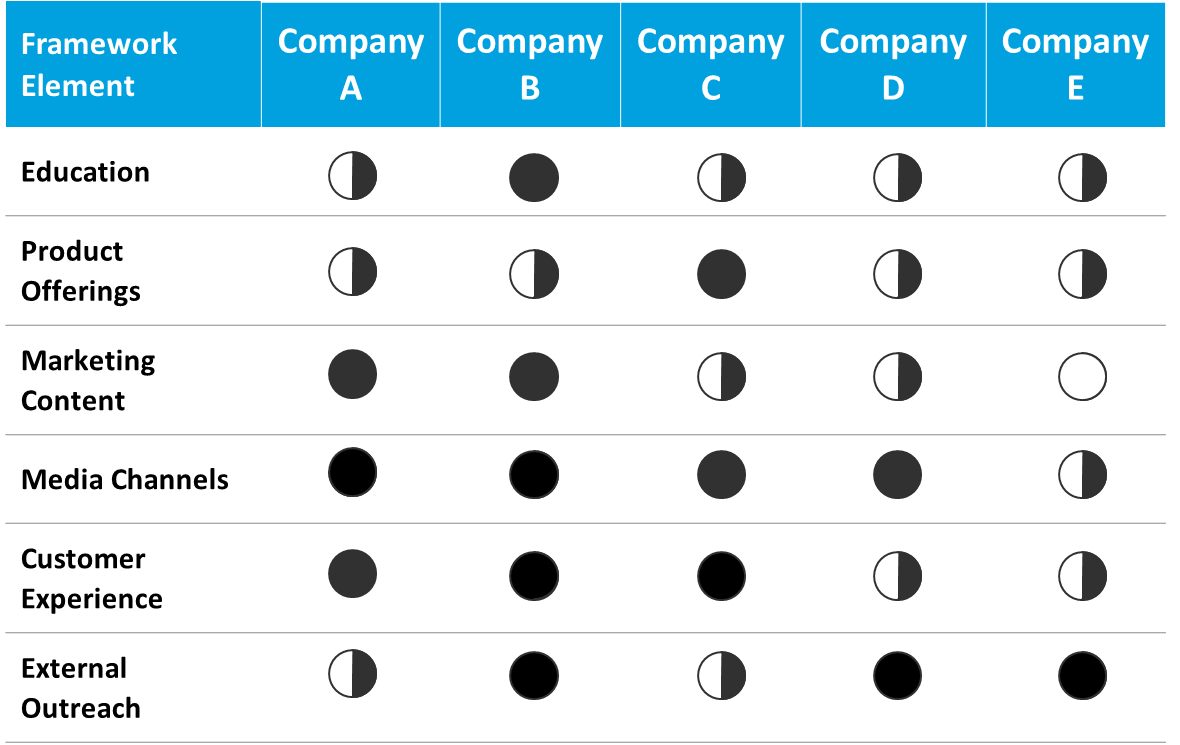 Framework
Element
Company
A
Company
B
Company
C
Company
D
Company
E
Education
Product
Offerings
Marketing
Content
Media Channels
Customer
Experience
External
Outreach